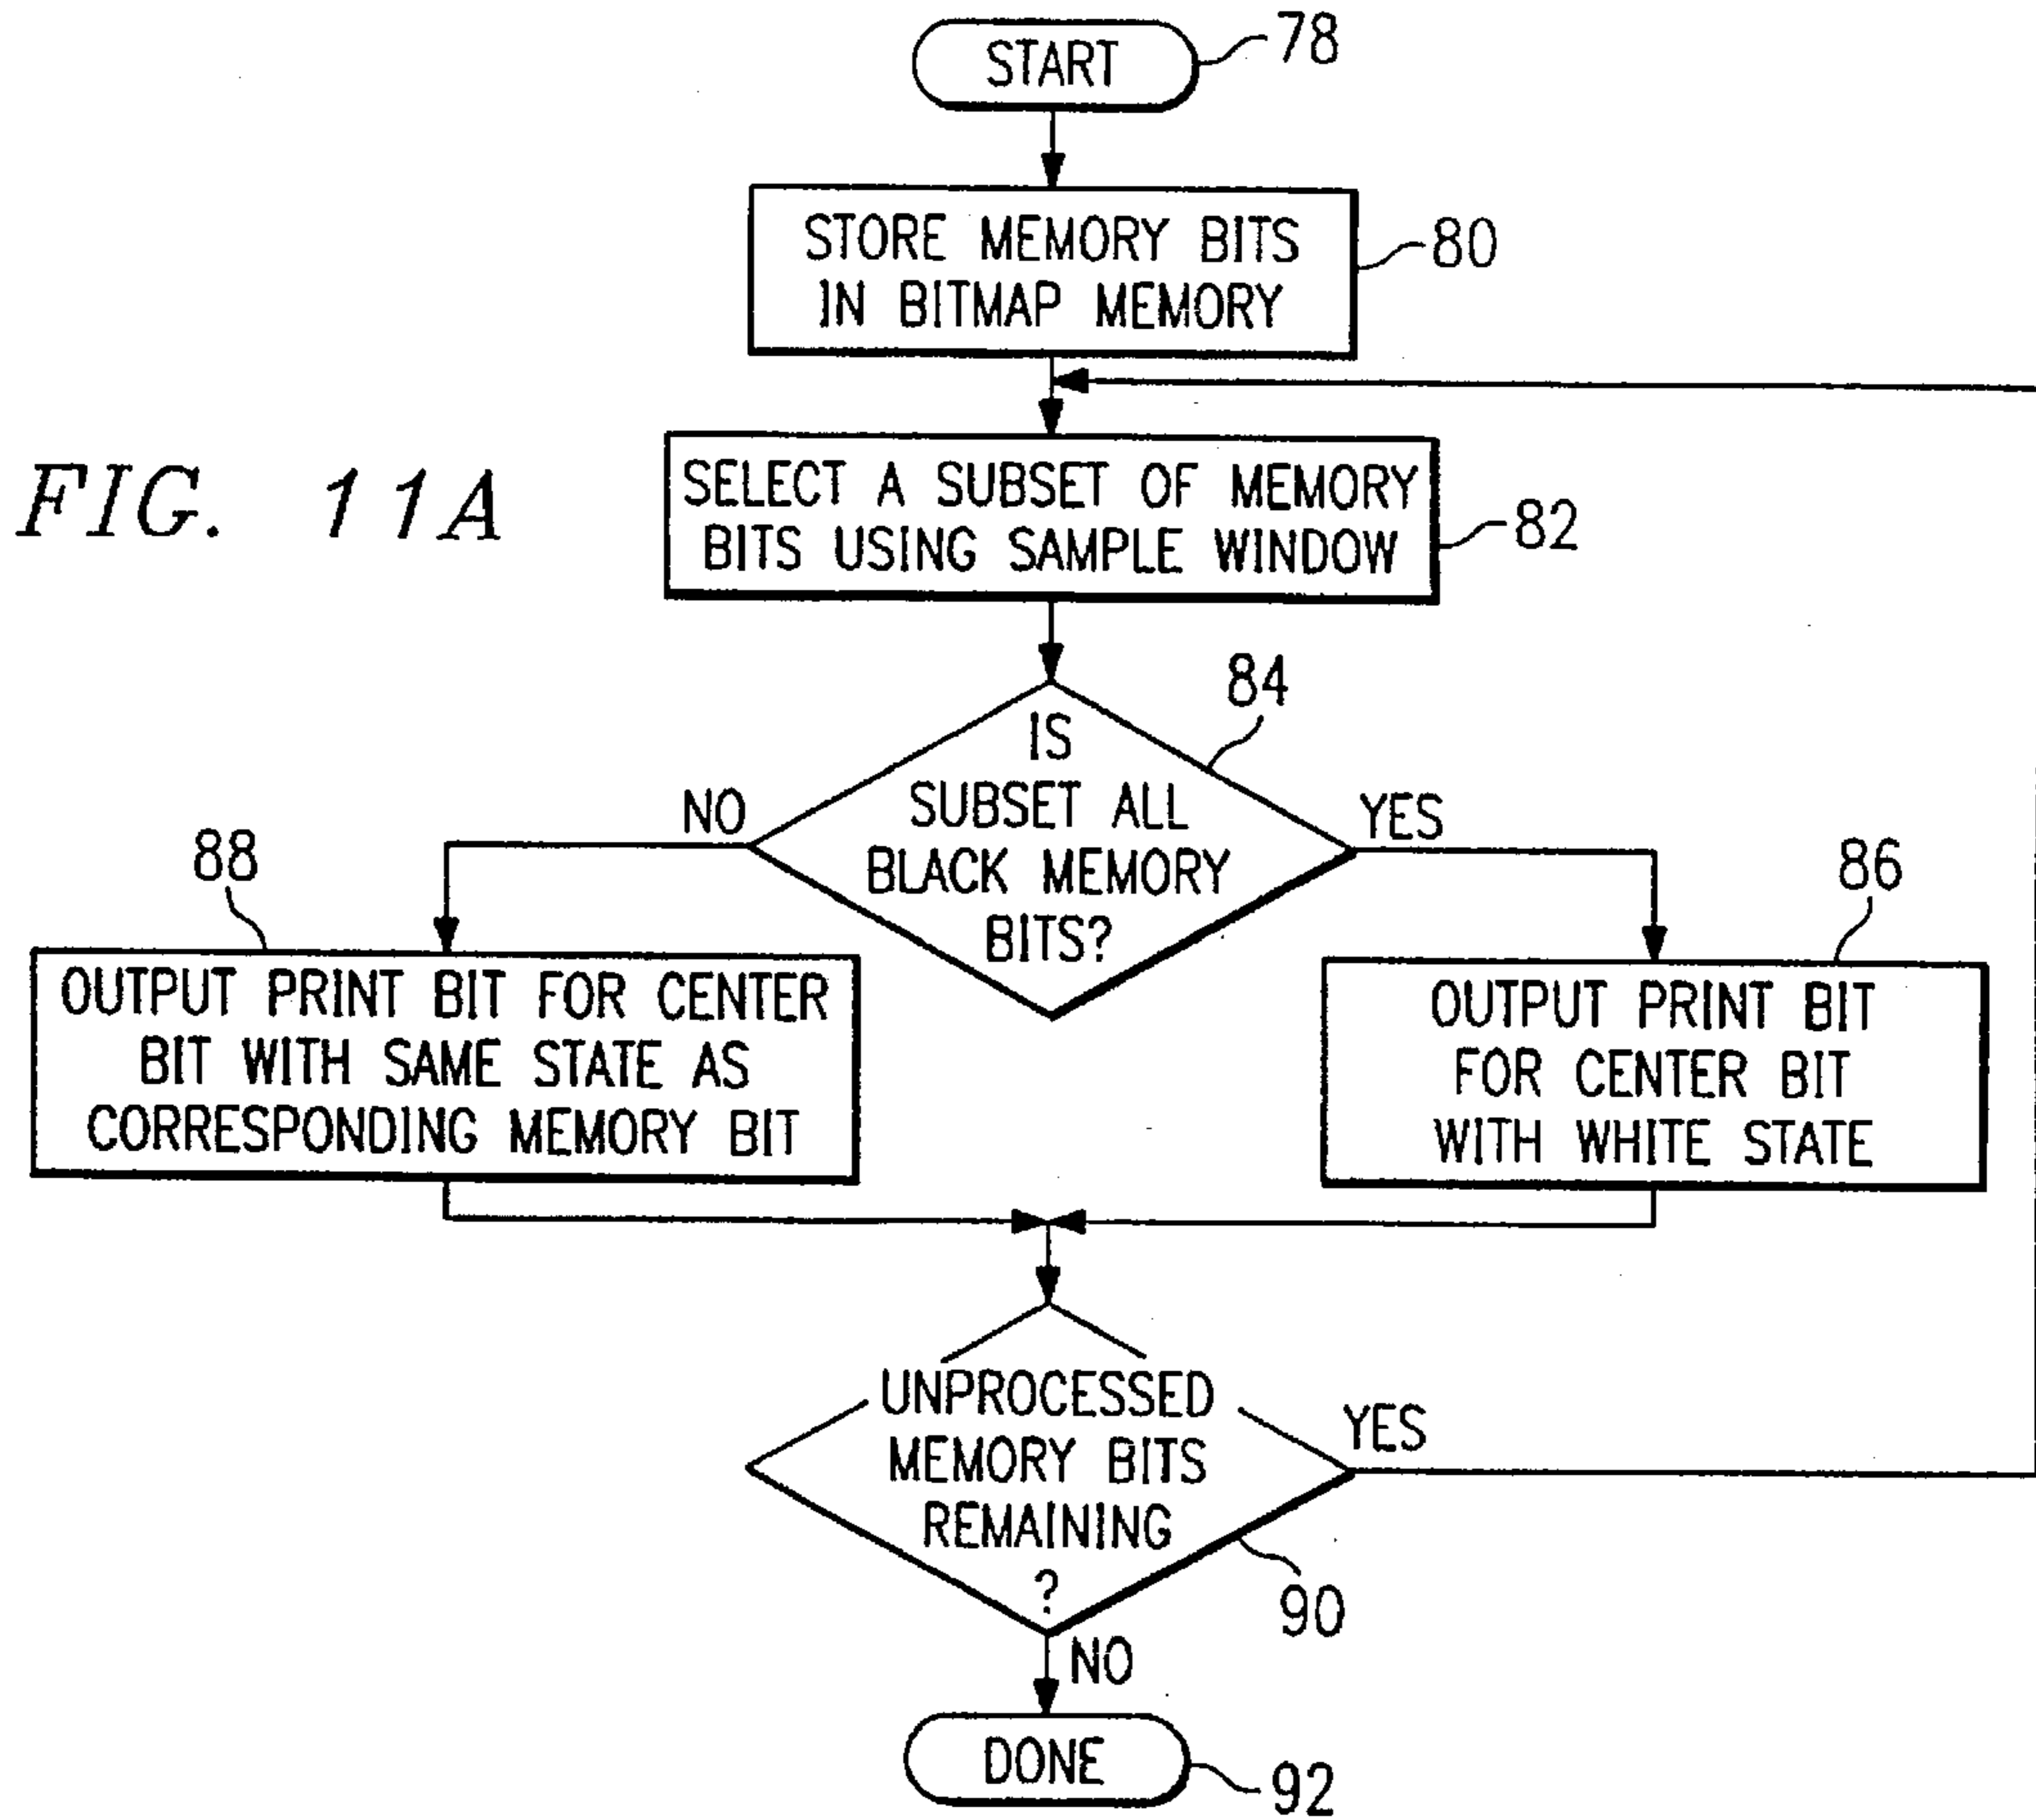 START
78
STORE MEMORY BITS
IN BITMAP MEMORY
80
FIG. 11A
SELECT A SUBSET OF MEMORY
BITS USING SAMPLE WINDOW
82
84
IS
SUBSET ALL
BLACK MEMORY
BITS?
NO
YES
88
86
OUTPUT PRINT BIT FOR CENTER
BIT WITH SAME STATE AS
CORRESPONDING MEMORY BIT
OUTPUT PRINT BIT
FOR CENTER BIT
WITH WHITE STATE
UNPROCESSED
MEMORY BITS
REMAINING
?
YES
90
NO
DONE
92